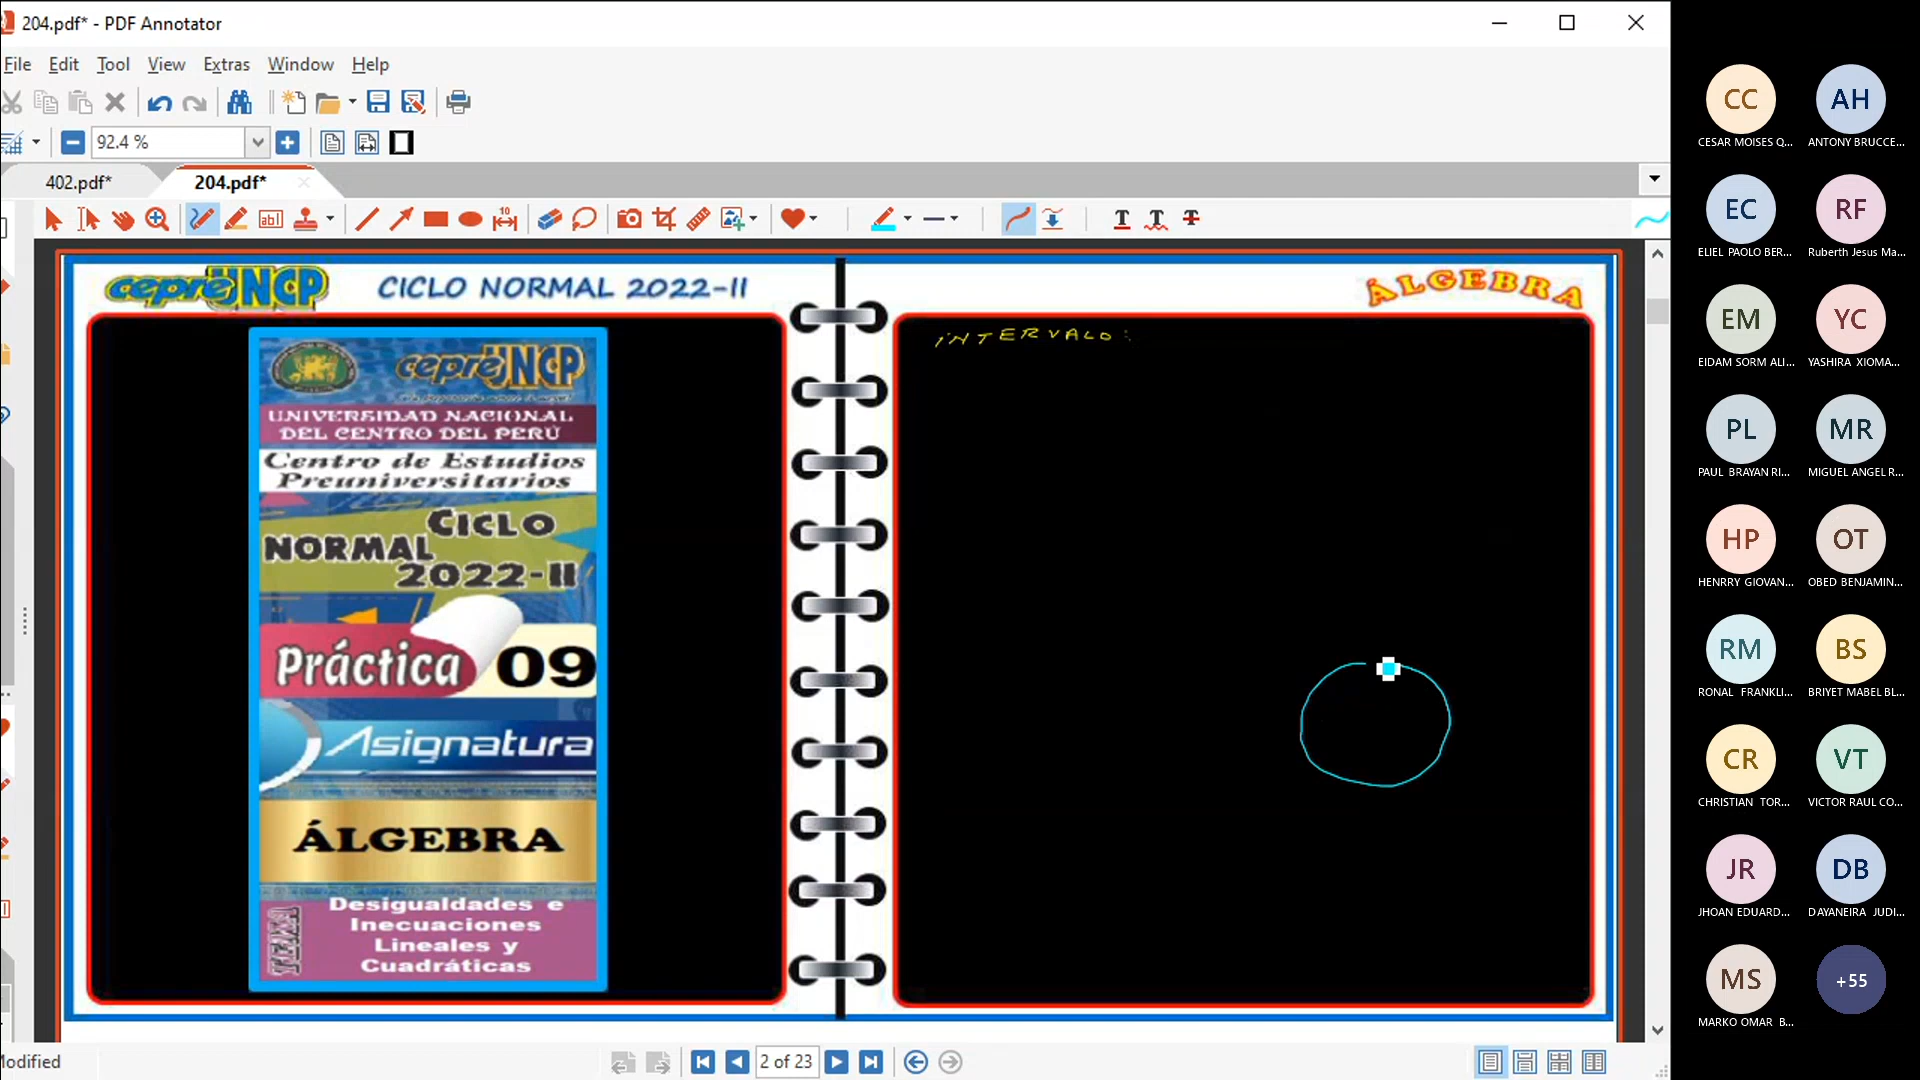 204.pdf* - PDF Annotator
File Edit Tool View Extras Window Help
92.4 %
402.pdf*
204.pdf*
ab|
10
T T T
cepreUNCP
CICLO NORMAL 2022-II
ÁLGEBRA
cepreUNCP
UNIVERSIDAD NACIONAL
DEL CENTRO DEL PERÚ
Centro de Estudios
Preuniversitarios
CICLO
NORMAL
2022-II
Práctica 09
Asignatura
ÁLGEBRA
TEMA
Desigualdades e
Inecuaciones
Lineales y
Cuadráticas
INTERVALO:
CC
CESAR MOISES Q...
AH
ANTONY BRUCCE...
EC
ELIEL PAOLO BER...
RF
Ruberth Jesus Ma...
EM
EIDAM SORM ALI...
YC
YASHIRA XIOMA...
PL
PAUL BRAYAN RI...
MR
MIGUEL ANGEL R...
HP
HENRRY GIOVAN...
OT
OBED BENJAMIN...
RM
RONAL FRANKLI...
BS
BRIYET MABEL BL...
CR
CHRISTIAN TOR...
VT
VICTOR RAUL CO...
JR
JHOAN EDUARD...
DB
DAYANEIRA JUDI...
MS
MARKO OMAR B...
+55
Modified
2 of 23